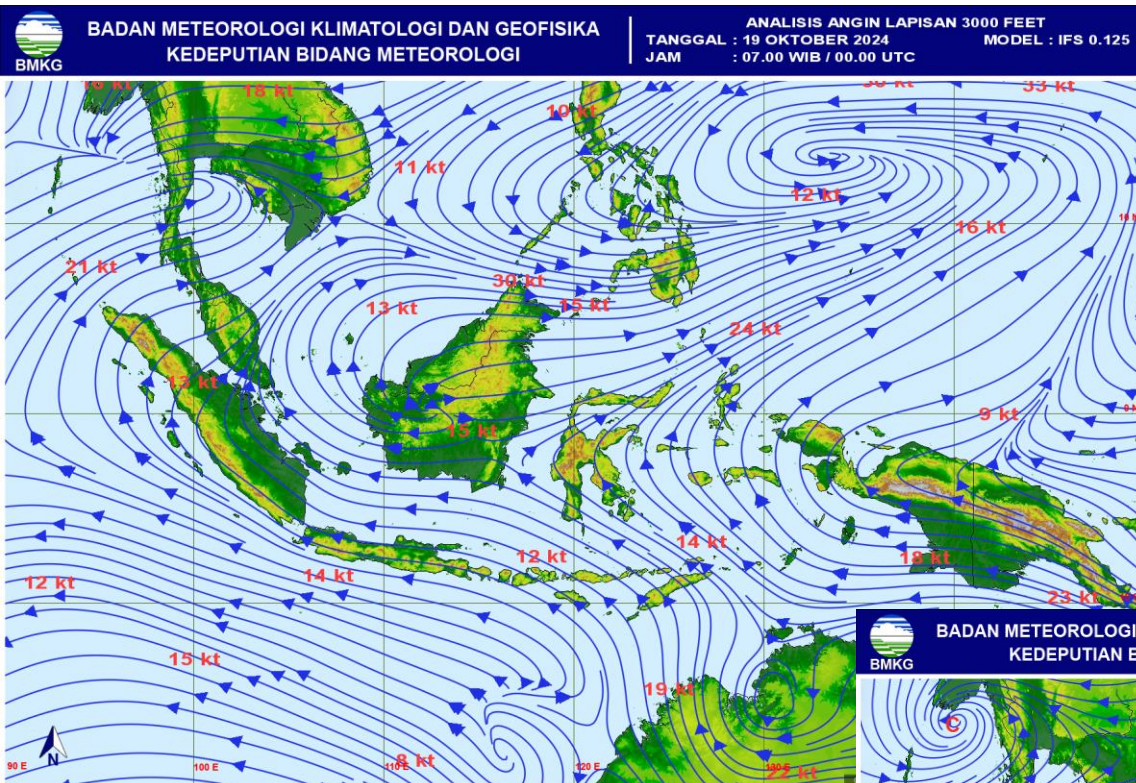 BMKG
BADAN METEOROLOGI KLIMATOLOGI DAN GEOFISIKA
KEDEPUTIAN BIDANG METEOROLOGI
ANALISIS ANGIN LAPISAN 3000 FEET
TANGGAL : 19 OKTOBER 2024 MODEL : IFS 0.125
JAM : 07.00 WIB / 00.00 UTC
18 kt
33 kt
10 kt
11 kt
12 kt
16 kt
10 N
21 kt
30 kt
13 kt
15 kt
24 kt
13 kt
9 kt
15 kt
12 kt
14 kt
18 kt
12 kt
14 kt
23 kt
15 kt
19 kt
8 kt
22 kt
90 E
100 E
110 E
120 E
130 E
N
BMKG
BADAN METEOROLOGI
KEDEPUTIAN B
C